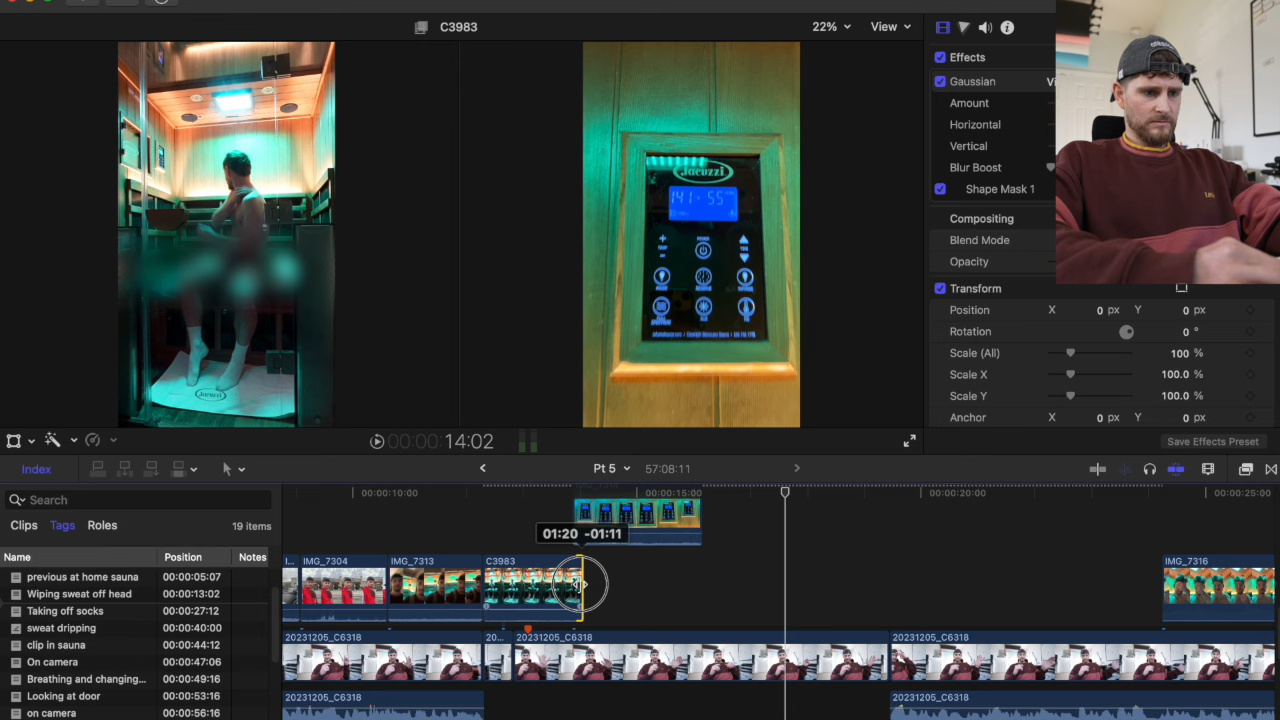 C3983
22%
View
Effects
Gaussian
Vi
Amount
Horizontal
Vertical
Blur Boost
Shape Mask 1
Compositing
Blend Mode
Opacity
Transform
Position X 0 px Y 0 px
Rotation 0 °
Scale (All) 100 %
Scale X 100.0 %
Scale Y 100.0 %
Anchor X 0 px Y 0 px
Save Effects Preset
Jacuzzi
141
55
Jacuzzi
00:00:14:02
Index
Pt 5
57:08:11
Search
Clips Tags Roles
19 items
Name Position Notes
previous at home sauna 00:00:05:07
Wiping sweat off head 00:00:13:02
Taking off socks 00:00:27:12
sweat dripping 00:00:40:00
clip in sauna 00:00:44:12
On camera 00:00:47:06
Breathing and changing... 00:00:49:16
Looking at door 00:00:53:16
on camera 00:00:56:16
00:00:10:00
00:00:15:00
00:00:20:00
00:00:25:00
01:20 -01:11
I...
IMG_7304
IMG_7313
C3983
IMG_7316
20231205_C6318
20...
20231205_C6318
20231205_C6318
20231205_C6318
20231205_C6318